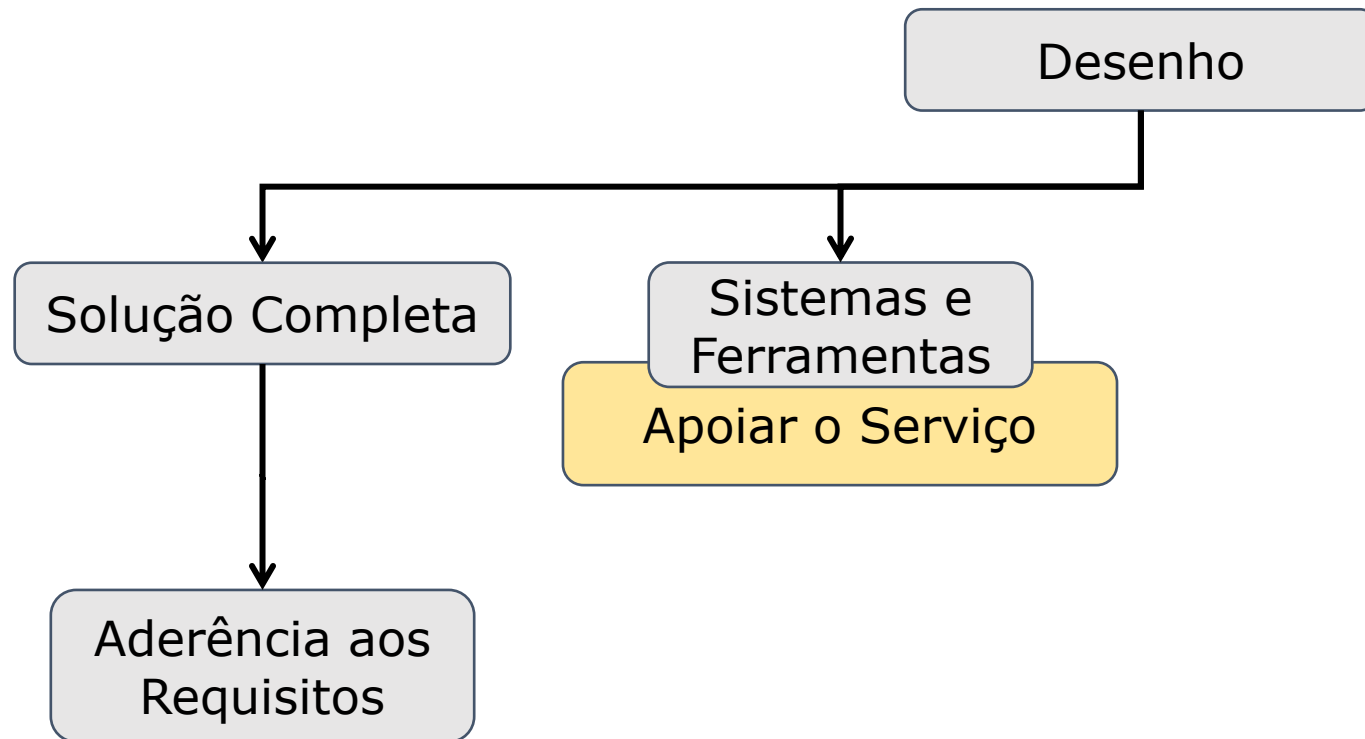 Desenho
Solução Completa
Sistemas e
Ferramentas
Apoiar o Serviço
Aderência aos
Requisitos